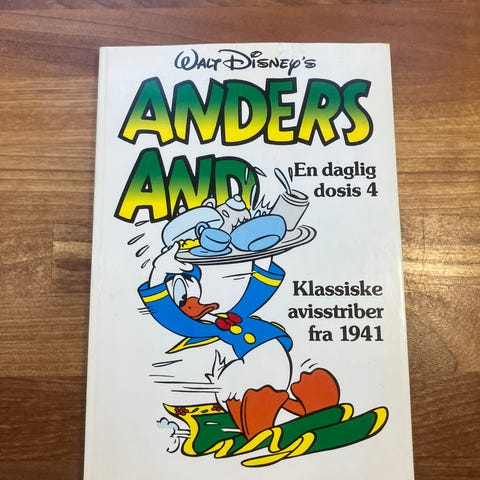 Walt Disney's
ANDERS
AND
En daglig
dosis 4
Klassiske
avisstriber
fra 1941